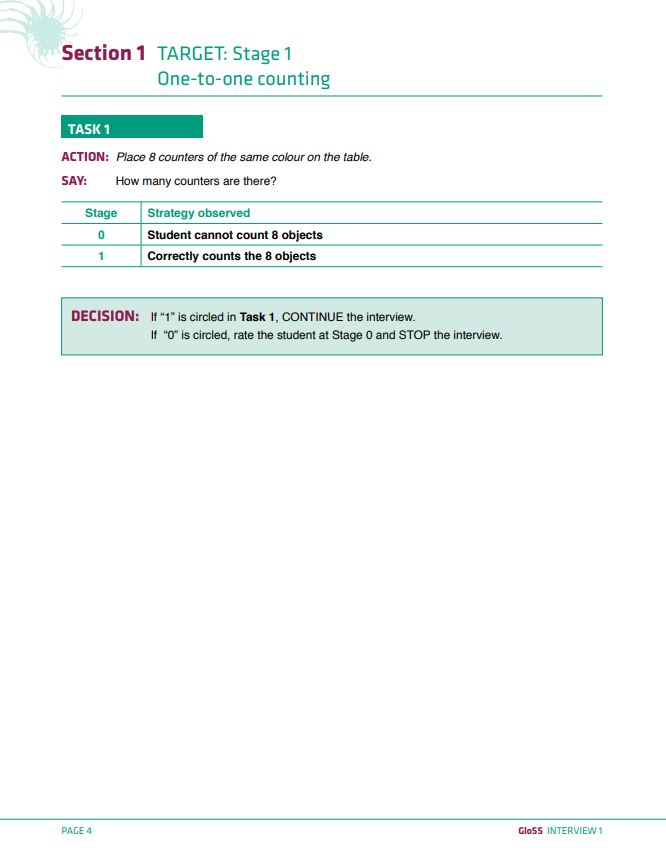 Section 1 TARGET: Stage 1
One-to-one counting
TASK 1
ACTION: Place 8 counters of the same colour on the table.
SAY: How many counters are there?
Stage Strategy observed
0 Student cannot count 8 objects
1 Correctly counts the 8 objects
DECISION: If “1” is circled in Task 1, CONTINUE the interview.
If “0” is circled, rate the student at Stage 0 and STOP the interview.
PAGE 4 GloSS INTERVIEW 1